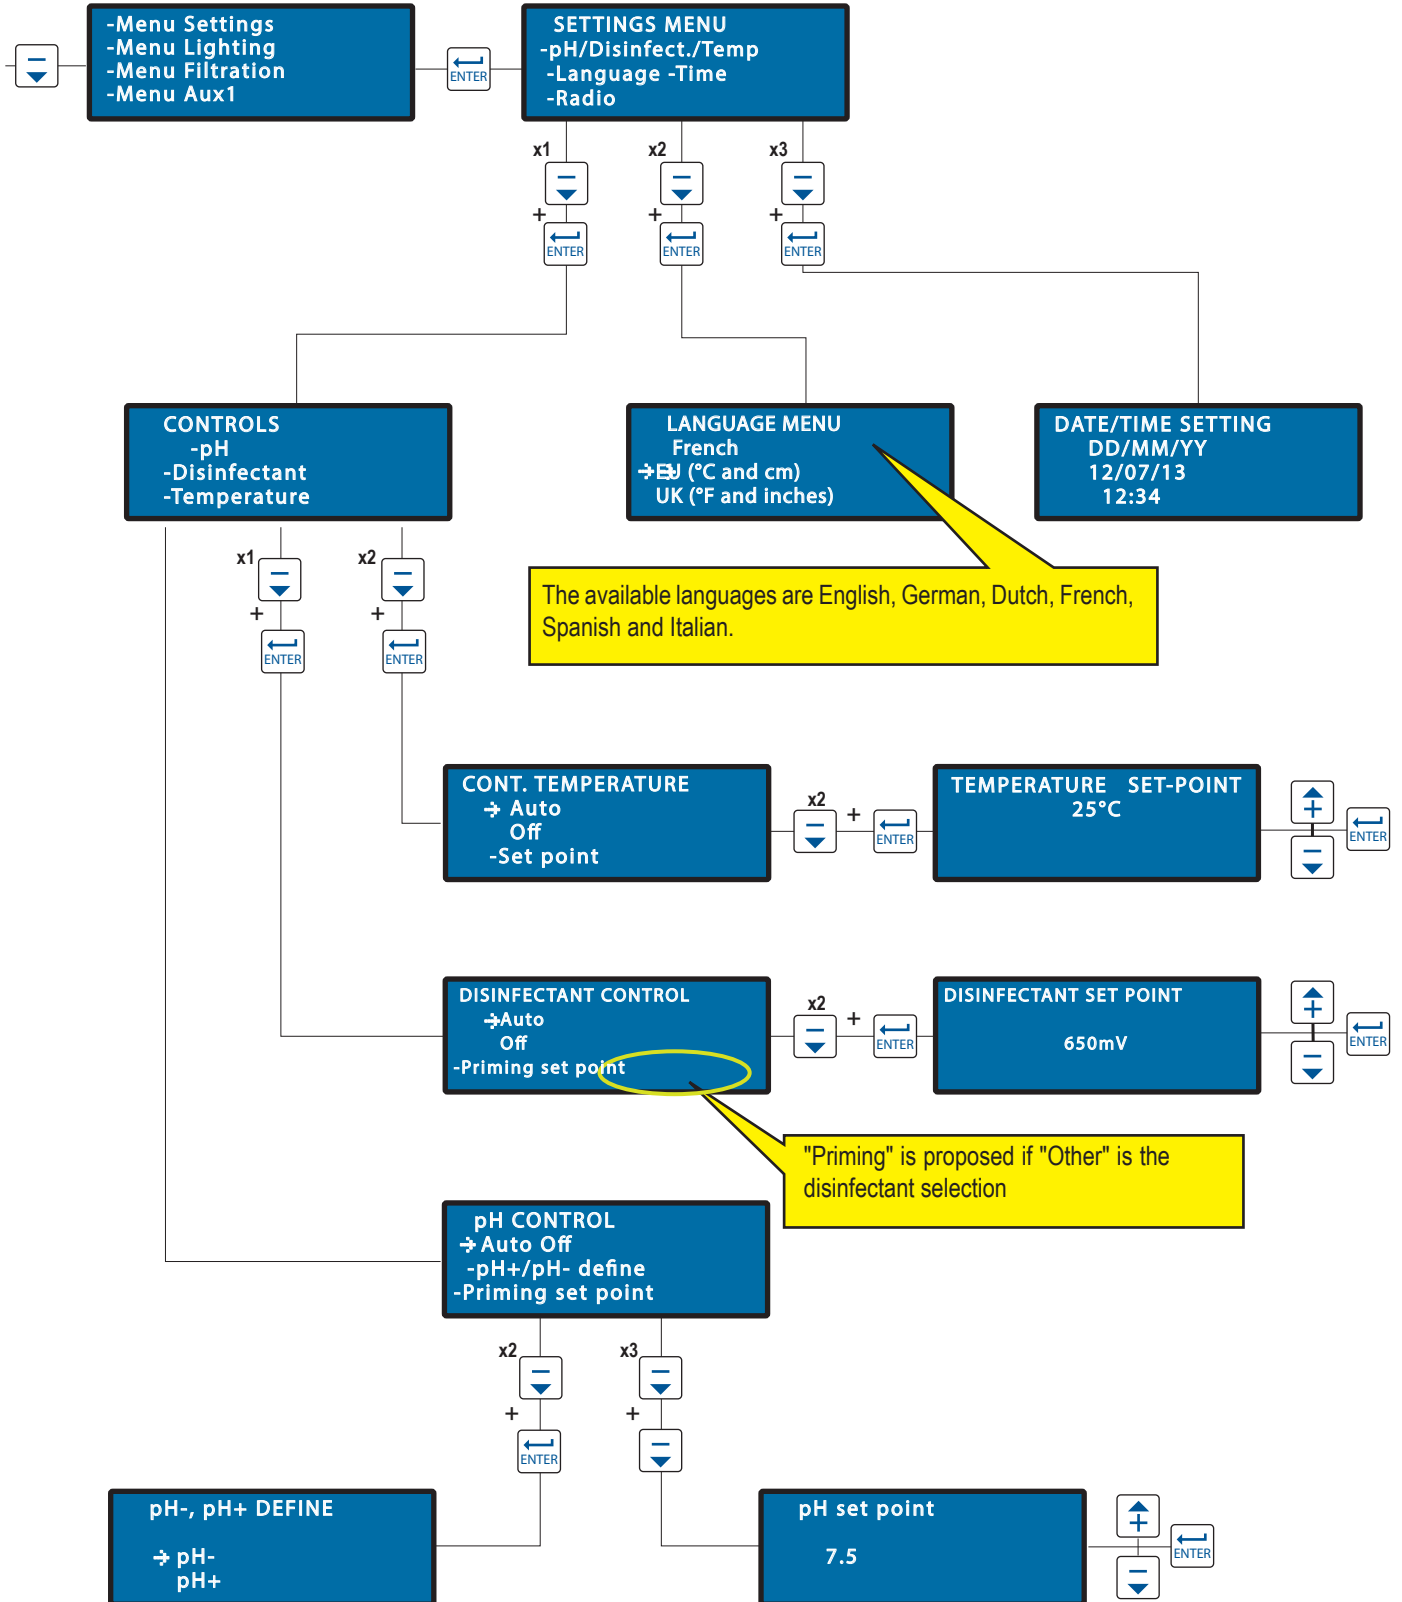 -Menu Settings
-Menu Lighting
-Menu Filtration
-Menu Aux1
ENTER
SETTINGS MENU
-pH/Disinfect./Temp
-Language -Time
-Radio
x1
x2
x3
+
+
+
ENTER
ENTER
ENTER
CONTROLS
-pH
-Disinfectant
-Temperature
LANGUAGE MENU
French
EU (°C and cm)
UK (°F and inches)
DATE/TIME SETTING
DD/MM/YY
12/07/13
12:34
x1
x2
+
+
ENTER
ENTER
The available languages are English, German, Dutch, French,
Spanish and Italian.
CONT. TEMPERATURE
Auto
Off
-Set point
x2
+
ENTER
TEMPERATURE SET-POINT
25°C
ENTER
DISINFECTANT CONTROL
Auto
Off
-Priming set point
x2
+
ENTER
DISINFECTANT SET POINT
650mV
ENTER
"Priming" is proposed if "Other" is the
disinfectant selection
pH CONTROL
Auto Off
-pH+/pH- define
-Priming set point
x2
x3
+
+
ENTER
pH-, pH+ DEFINE
pH-
pH+
pH set point
7.5
ENTER